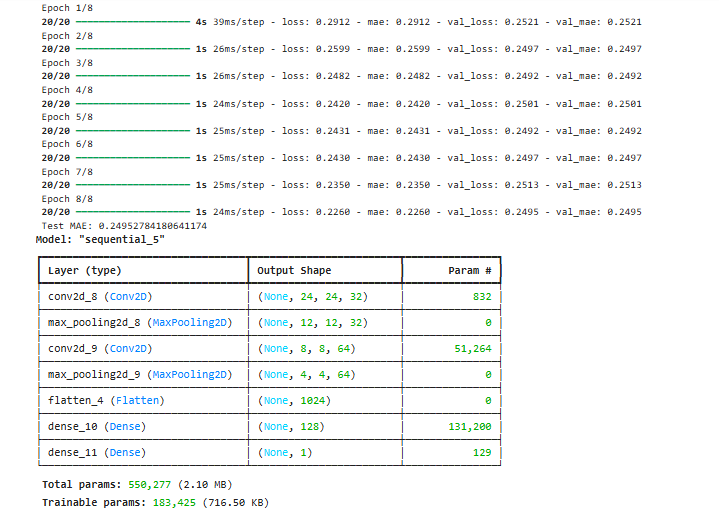 Epoch 1/8
20/20 ━━━━━━━━━━━━━━━━━━━━ 4s 39ms/step - loss: 0.2912 - mae: 0.2912 - val_loss: 0.2521 - val_mae: 0.2521
Epoch 2/8
20/20 ━━━━━━━━━━━━━━━━━━━━ 1s 26ms/step - loss: 0.2599 - mae: 0.2599 - val_loss: 0.2497 - val_mae: 0.2497
Epoch 3/8
20/20 ━━━━━━━━━━━━━━━━━━━━ 1s 26ms/step - loss: 0.2482 - mae: 0.2482 - val_loss: 0.2492 - val_mae: 0.2492
Epoch 4/8
20/20 ━━━━━━━━━━━━━━━━━━━━ 1s 24ms/step - loss: 0.2420 - mae: 0.2420 - val_loss: 0.2501 - val_mae: 0.2501
Epoch 5/8
20/20 ━━━━━━━━━━━━━━━━━━━━ 1s 25ms/step - loss: 0.2431 - mae: 0.2431 - val_loss: 0.2492 - val_mae: 0.2492
Epoch 6/8
20/20 ━━━━━━━━━━━━━━━━━━━━ 1s 25ms/step - loss: 0.2430 - mae: 0.2430 - val_loss: 0.2497 - val_mae: 0.2497
Epoch 7/8
20/20 ━━━━━━━━━━━━━━━━━━━━ 1s 25ms/step - loss: 0.2350 - mae: 0.2350 - val_loss: 0.2513 - val_mae: 0.2513
Epoch 8/8
20/20 ━━━━━━━━━━━━━━━━━━━━ 1s 24ms/step - loss: 0.2260 - mae: 0.2260 - val_loss: 0.2495 - val_mae: 0.2495
Test MAE: 0.24952784180641174
Model: "sequential_5"
Layer (type) Output Shape Param #
conv2d_8 (Conv2D) (None, 24, 24, 32) 832
max_pooling2d_8 (MaxPooling2D) (None, 12, 12, 32) 0
conv2d_9 (Conv2D) (None, 8, 8, 64) 51,264
max_pooling2d_9 (MaxPooling2D) (None, 4, 4, 64) 0
flatten_4 (Flatten) (None, 1024) 0
dense_10 (Dense) (None, 128) 131,200
dense_11 (Dense) (None, 1) 129
Total params: 550,277 (2.10 MB)
Trainable params: 183,425 (716.50 KB)